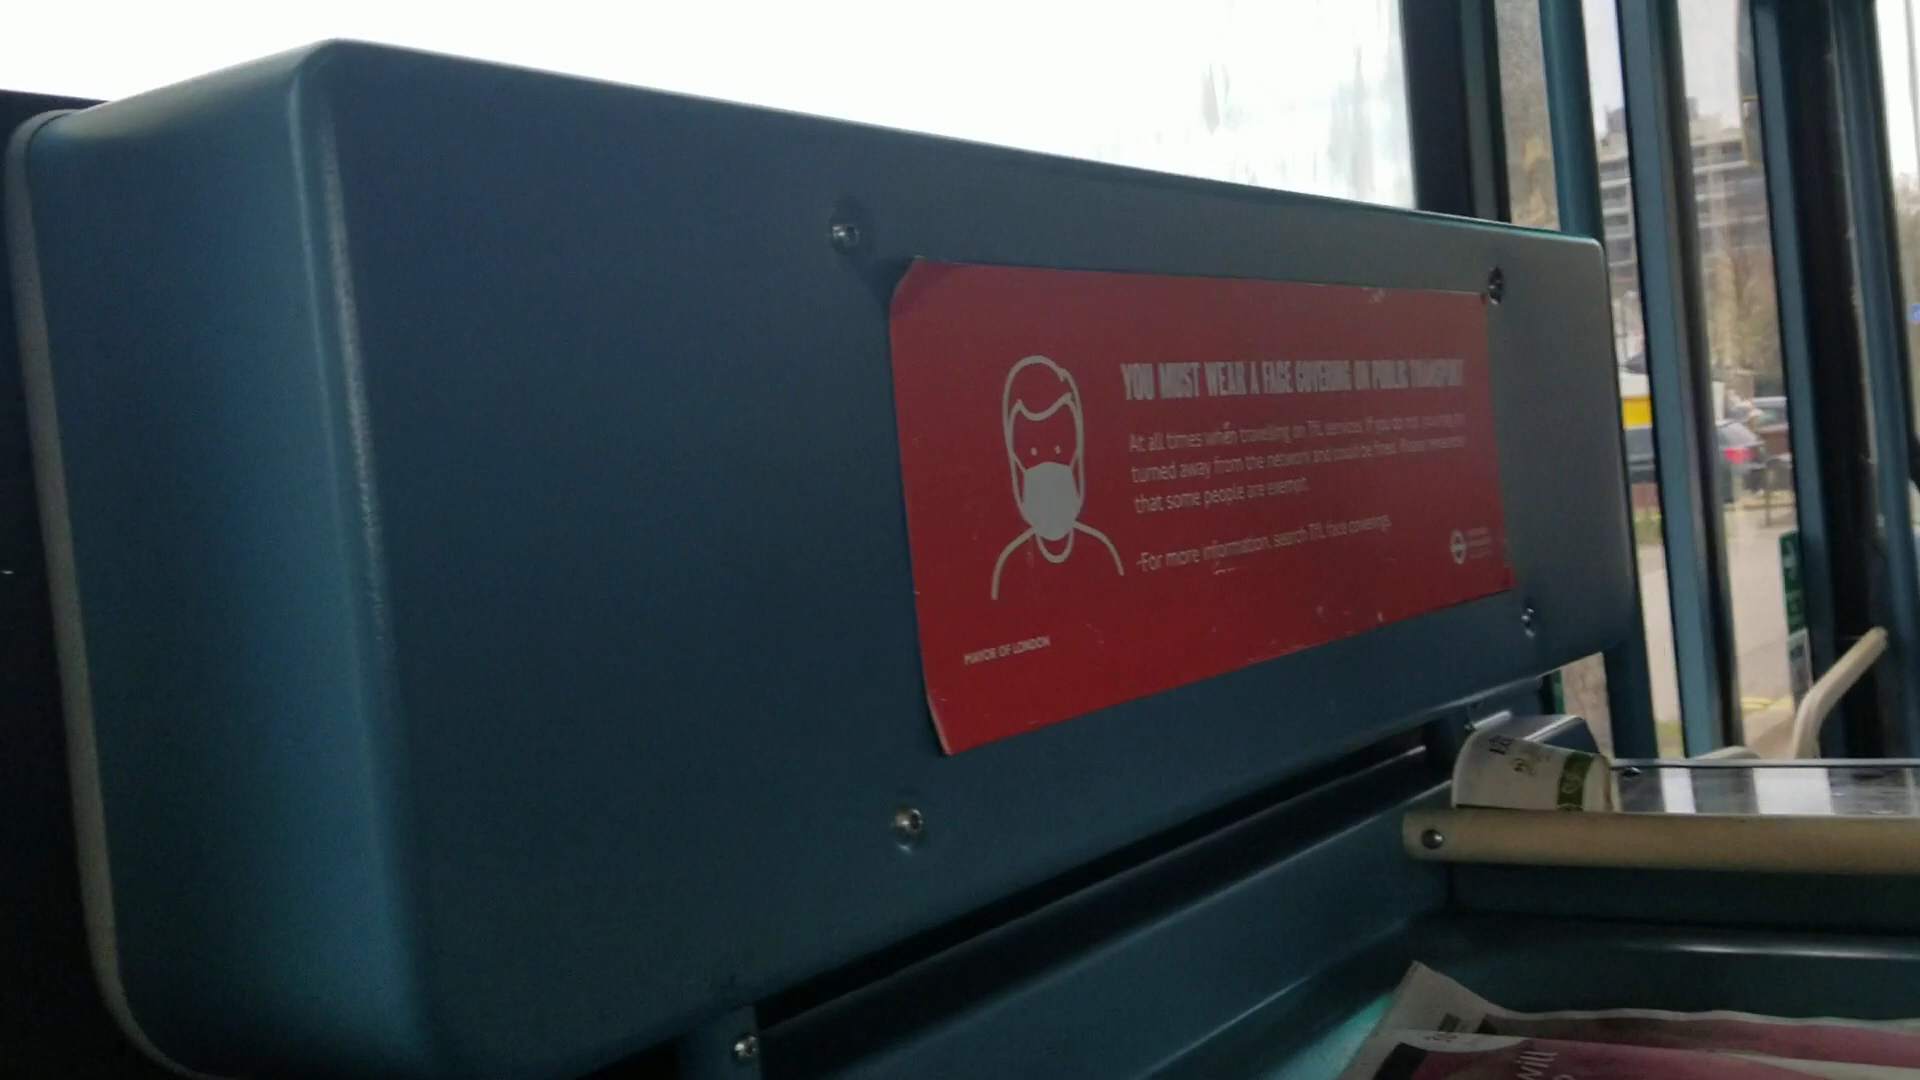 YOU MUST WEAR A FACE COVERING ON PUBLIC TRANSPORT
At all times when travelling on TfL services. If you do not, you may be
turned away from the network and could be fined. Please remember
that some people are exempt.
For more information, search TfL face coverings
MAYOR OF LONDON
will